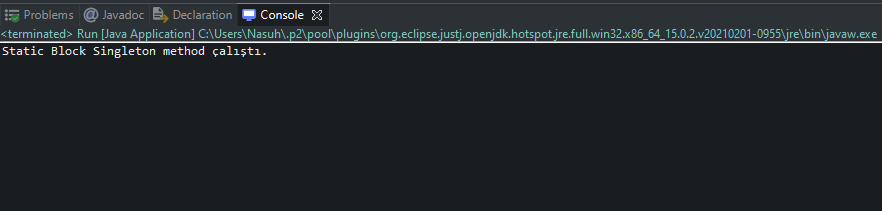 Problems Javadoc Declaration Console
<terminated> Run [Java Application] C:\Users\Nasuh\.p2\pool\plugins\org.eclipse.justj.openjdk.hotspot.jre.full.win32.x86_64_15.0.2.v20210201-0955\jre\bin\javaw.exe
Static Block Singleton method çalıştı.